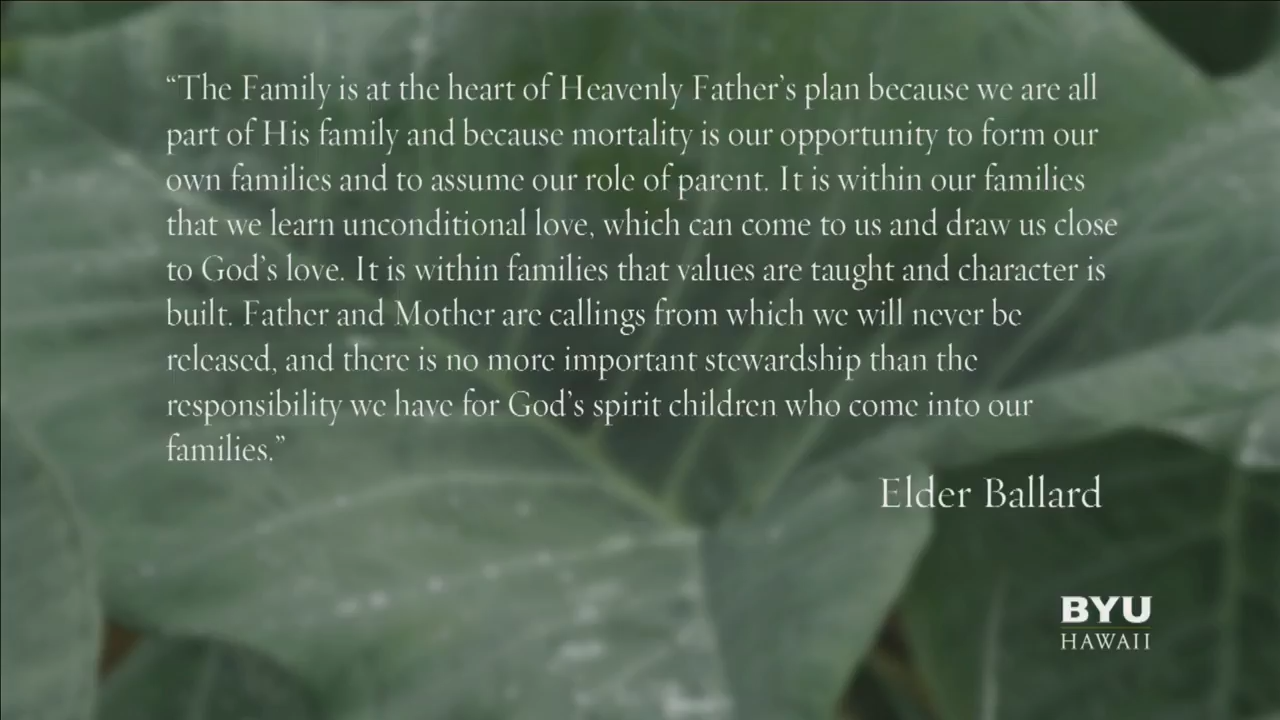 “The Family is at the heart of Heavenly Father’s plan because we are all
part of His family and because mortality is our opportunity to form our
own families and to assume our role of parent. It is within our families
that we learn unconditional love, which can come to us and draw us close
to God’s love. It is within families that values are taught and character is
built. Father and Mother are callings from which we will never be
released, and there is no more important stewardship than the
responsibility we have for God’s spirit children who come into our
families.”
Elder Ballard
BYU
HAWAII